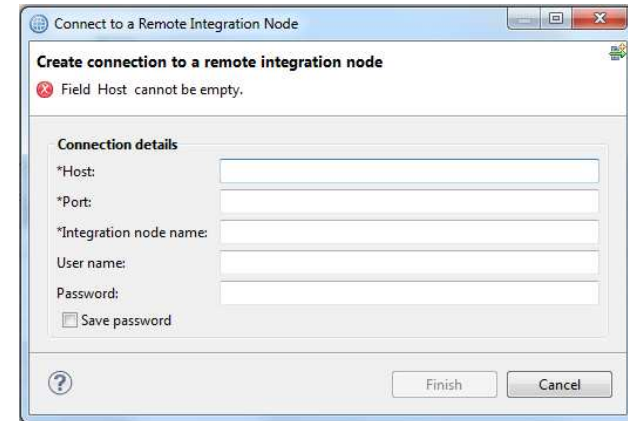 Connect to a Remote Integration Node
Create connection to a remote integration node
Field Host cannot be empty.
Connection details
*Host:
*Port:
*Integration node name:
User name:
Password:
Save password
?
Finish
Cancel